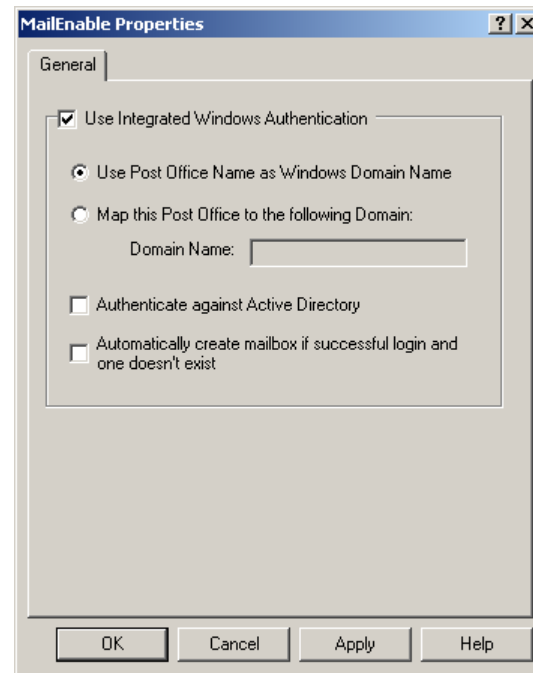 MailEnable Properties
General
Use Integrated Windows Authentication
Use Post Office Name as Windows Domain Name
Map this Post Office to the following Domain:
Domain Name:
Authenticate against Active Directory
Automatically create mailbox if successful login and
one doesn't exist
OK Cancel Apply Help